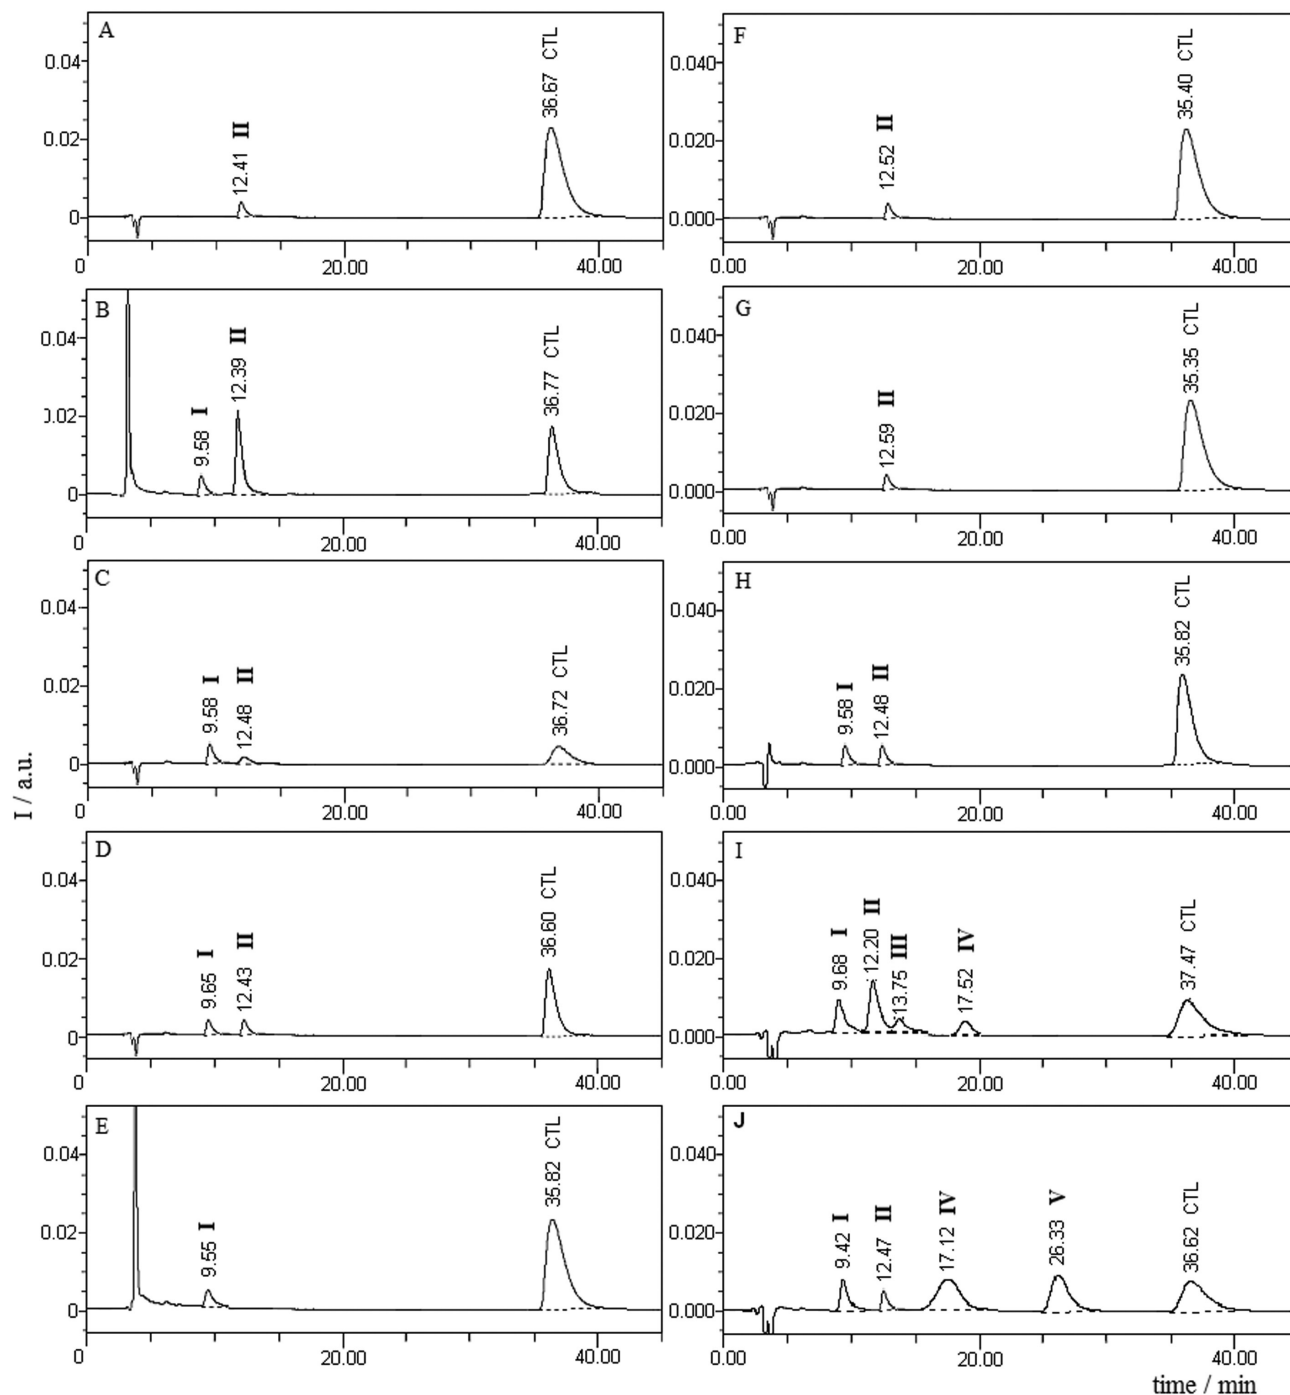 A
II
12.41
36.67 CTL
0.04
0.02
0
0
20.00
40.00
B
I
9.58
II
12.39
36.77 CTL
0.04
0.02
0
0
20.00
40.00
C
I
9.58
II
12.48
36.72 CTL
0.04
0.02
0
0
20.00
40.00
D
I
9.65
II
12.43
36.60 CTL
0.04
0.02
0
0
20.00
40.00
E
I
9.55
35.82 CTL
0.04
0.02
0
0
20.00
40.00
I / a.u.
F
II
12.52
35.40 CTL
0.040
0.020
0.000
0.00
20.00
40.00
G
II
12.59
35.35 CTL
0.040
0.020
0.000
0.00
20.00
40.00
H
I
9.58
II
12.48
35.82 CTL
0.040
0.020
0.000
0.00
20.00
40.00
I
I
9.68
II
12.20
III
13.75
IV
17.52
37.47 CTL
0.040
0.020
0.000
0.00
20.00
40.00
J
I
9.42
II
12.47
IV
17.12
V
26.33
36.62 CTL
0.040
0.020
0.000
0.00
20.00
40.00
time / min